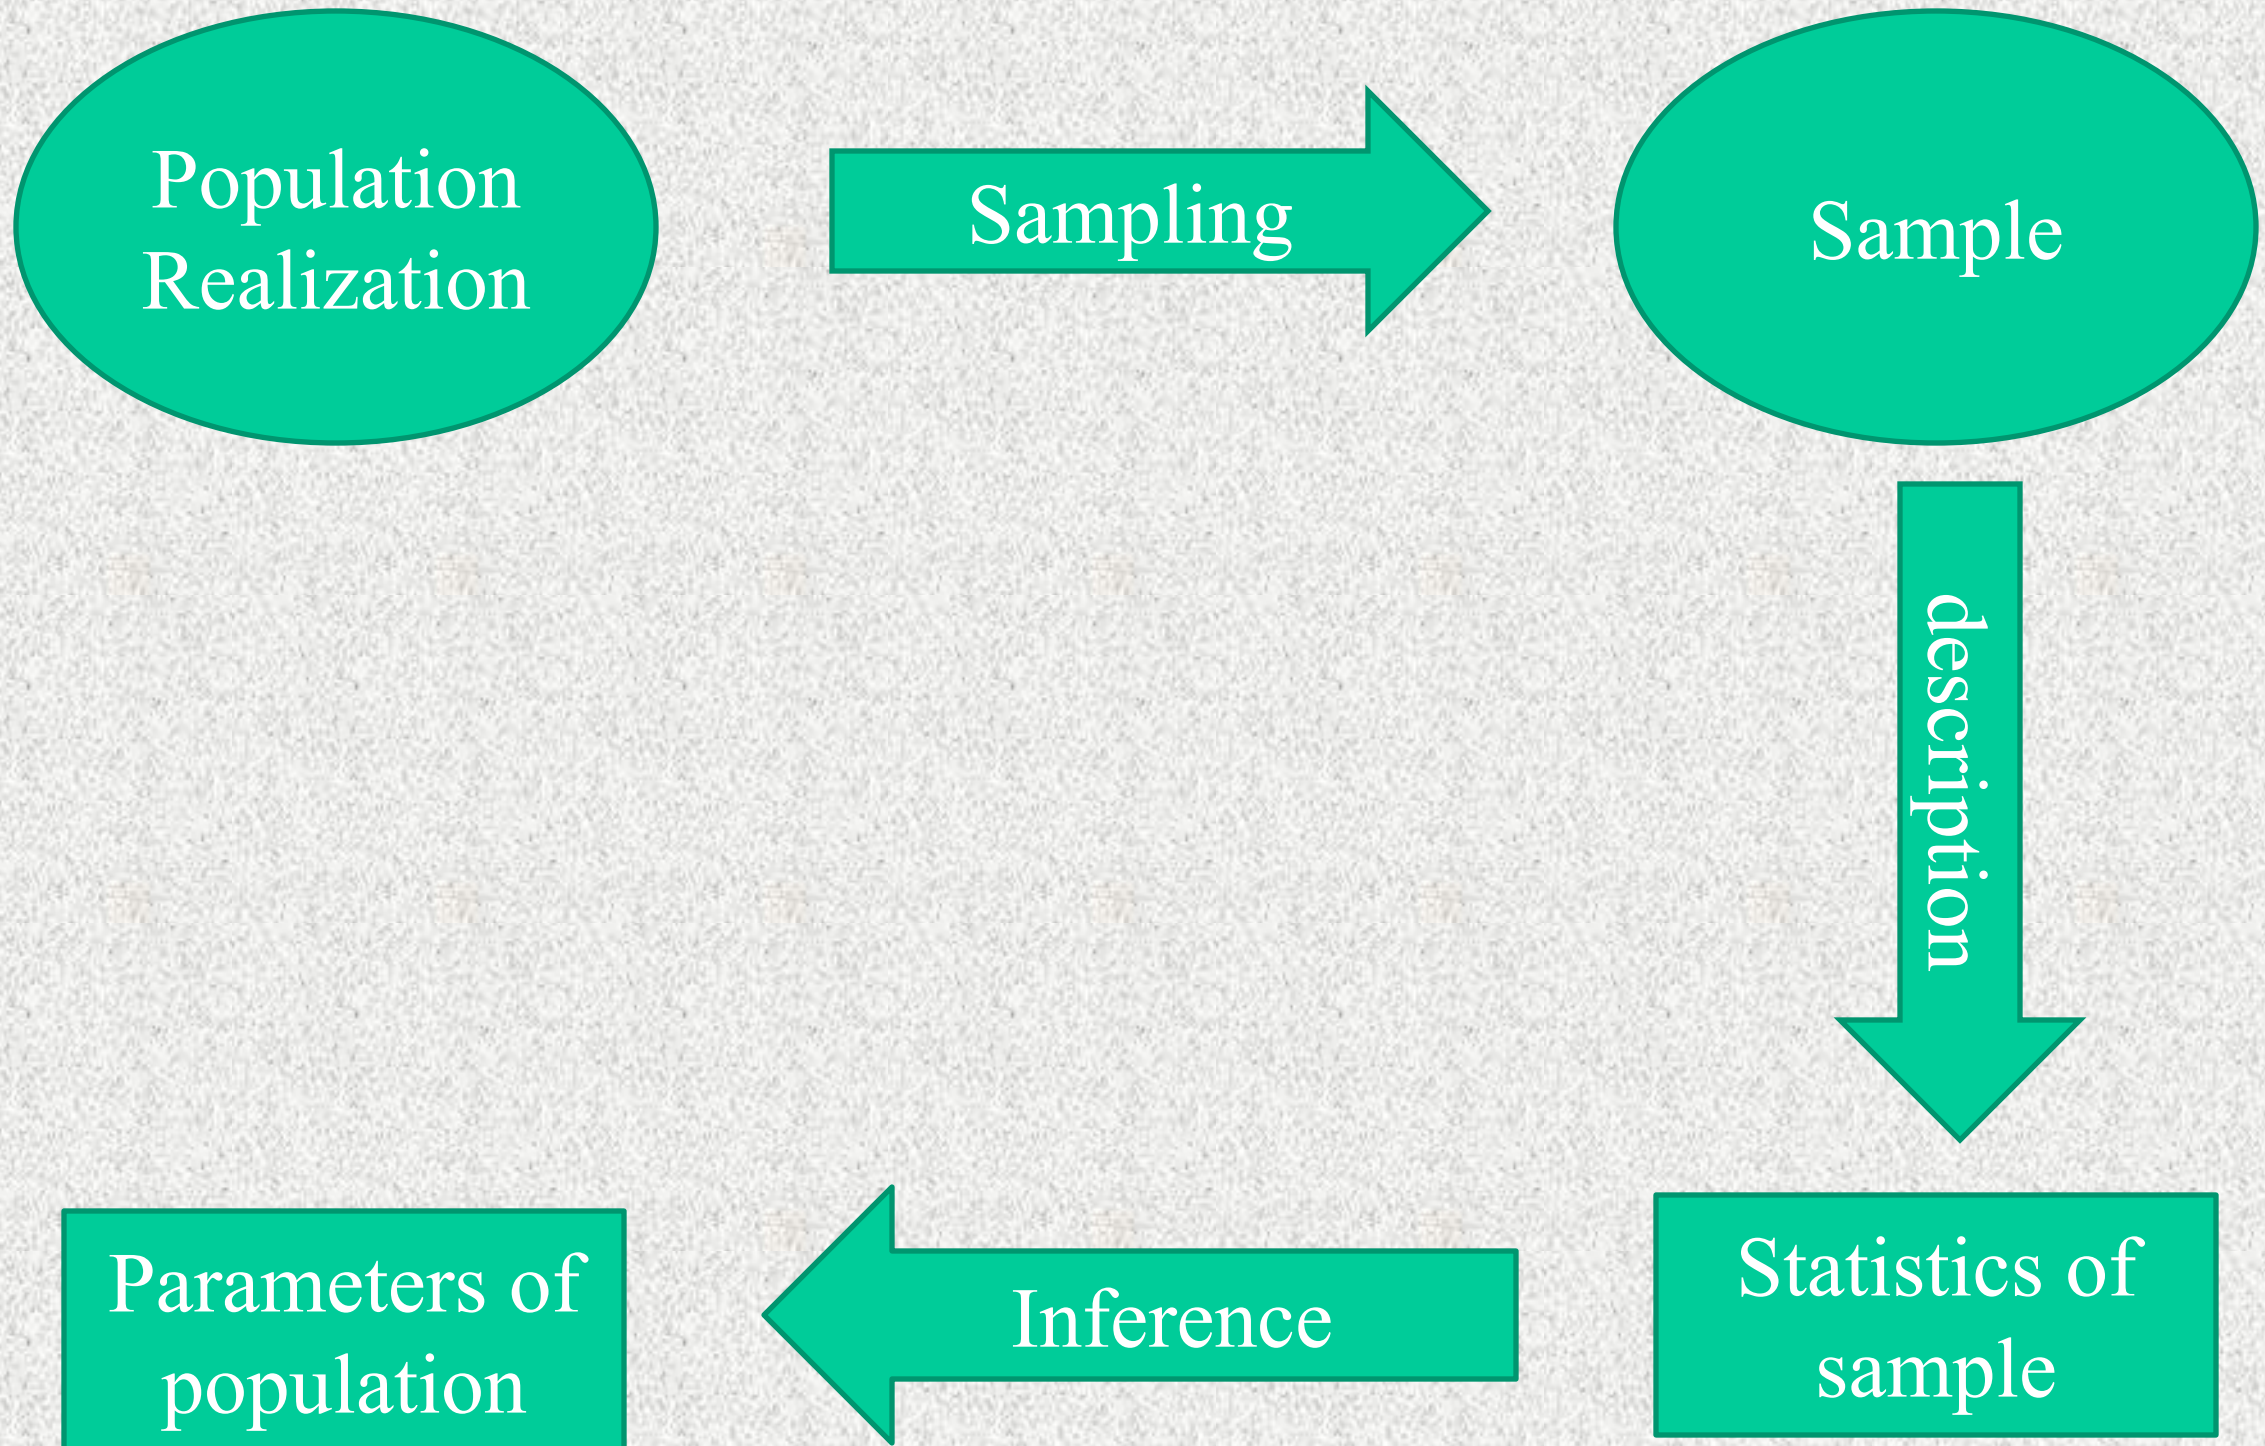 Population
Realization
Sampling
Sample
description
Statistics of
sample
Inference
Parameters of
population